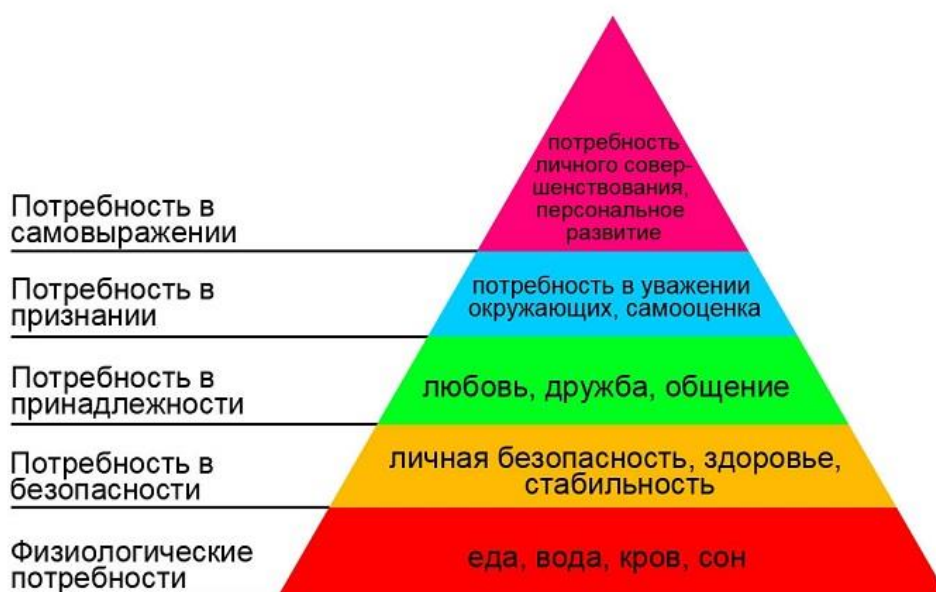 потребность
личного совер-
шенствования,
персональное
развитие
Потребность в
самовыражении
потребность в уважении
окружающих, самооценка
Потребность в
признании
любовь, дружба, общение
Потребность в
принадлежности
личная безопасность, здоровье,
стабильность
Потребность в
безопасности
еда, вода, кров, сон
Физиологические
потребности